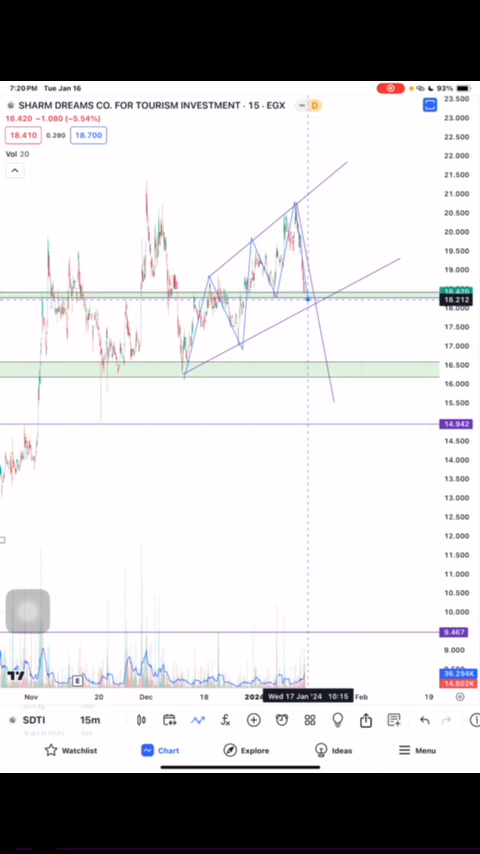 7:20 PM Tue Jan 16
93%
SHARM DREAMS CO. FOR TOURISM INVESTMENT · 15 · EGX
D
18.420 −1.080 (−5.54%)
18.410 0.290 18.700
Vol 20
23.500
23.000
22.500
22.000
21.500
21.000
20.500
20.000
19.500
19.000
18.420
18.212
18.000
17.500
17.000
16.500
16.000
15.500
14.942
14.500
14.000
13.500
13.000
12.500
12.000
11.500
11.000
10.500
10.000
9.467
9.000
36.294K
14.602K
E
Nov 20 Dec 18 2024 Wed 17 Jan '24 10:15 Feb 19
SDTI 15m
Watchlist Chart Explore Ideas Menu